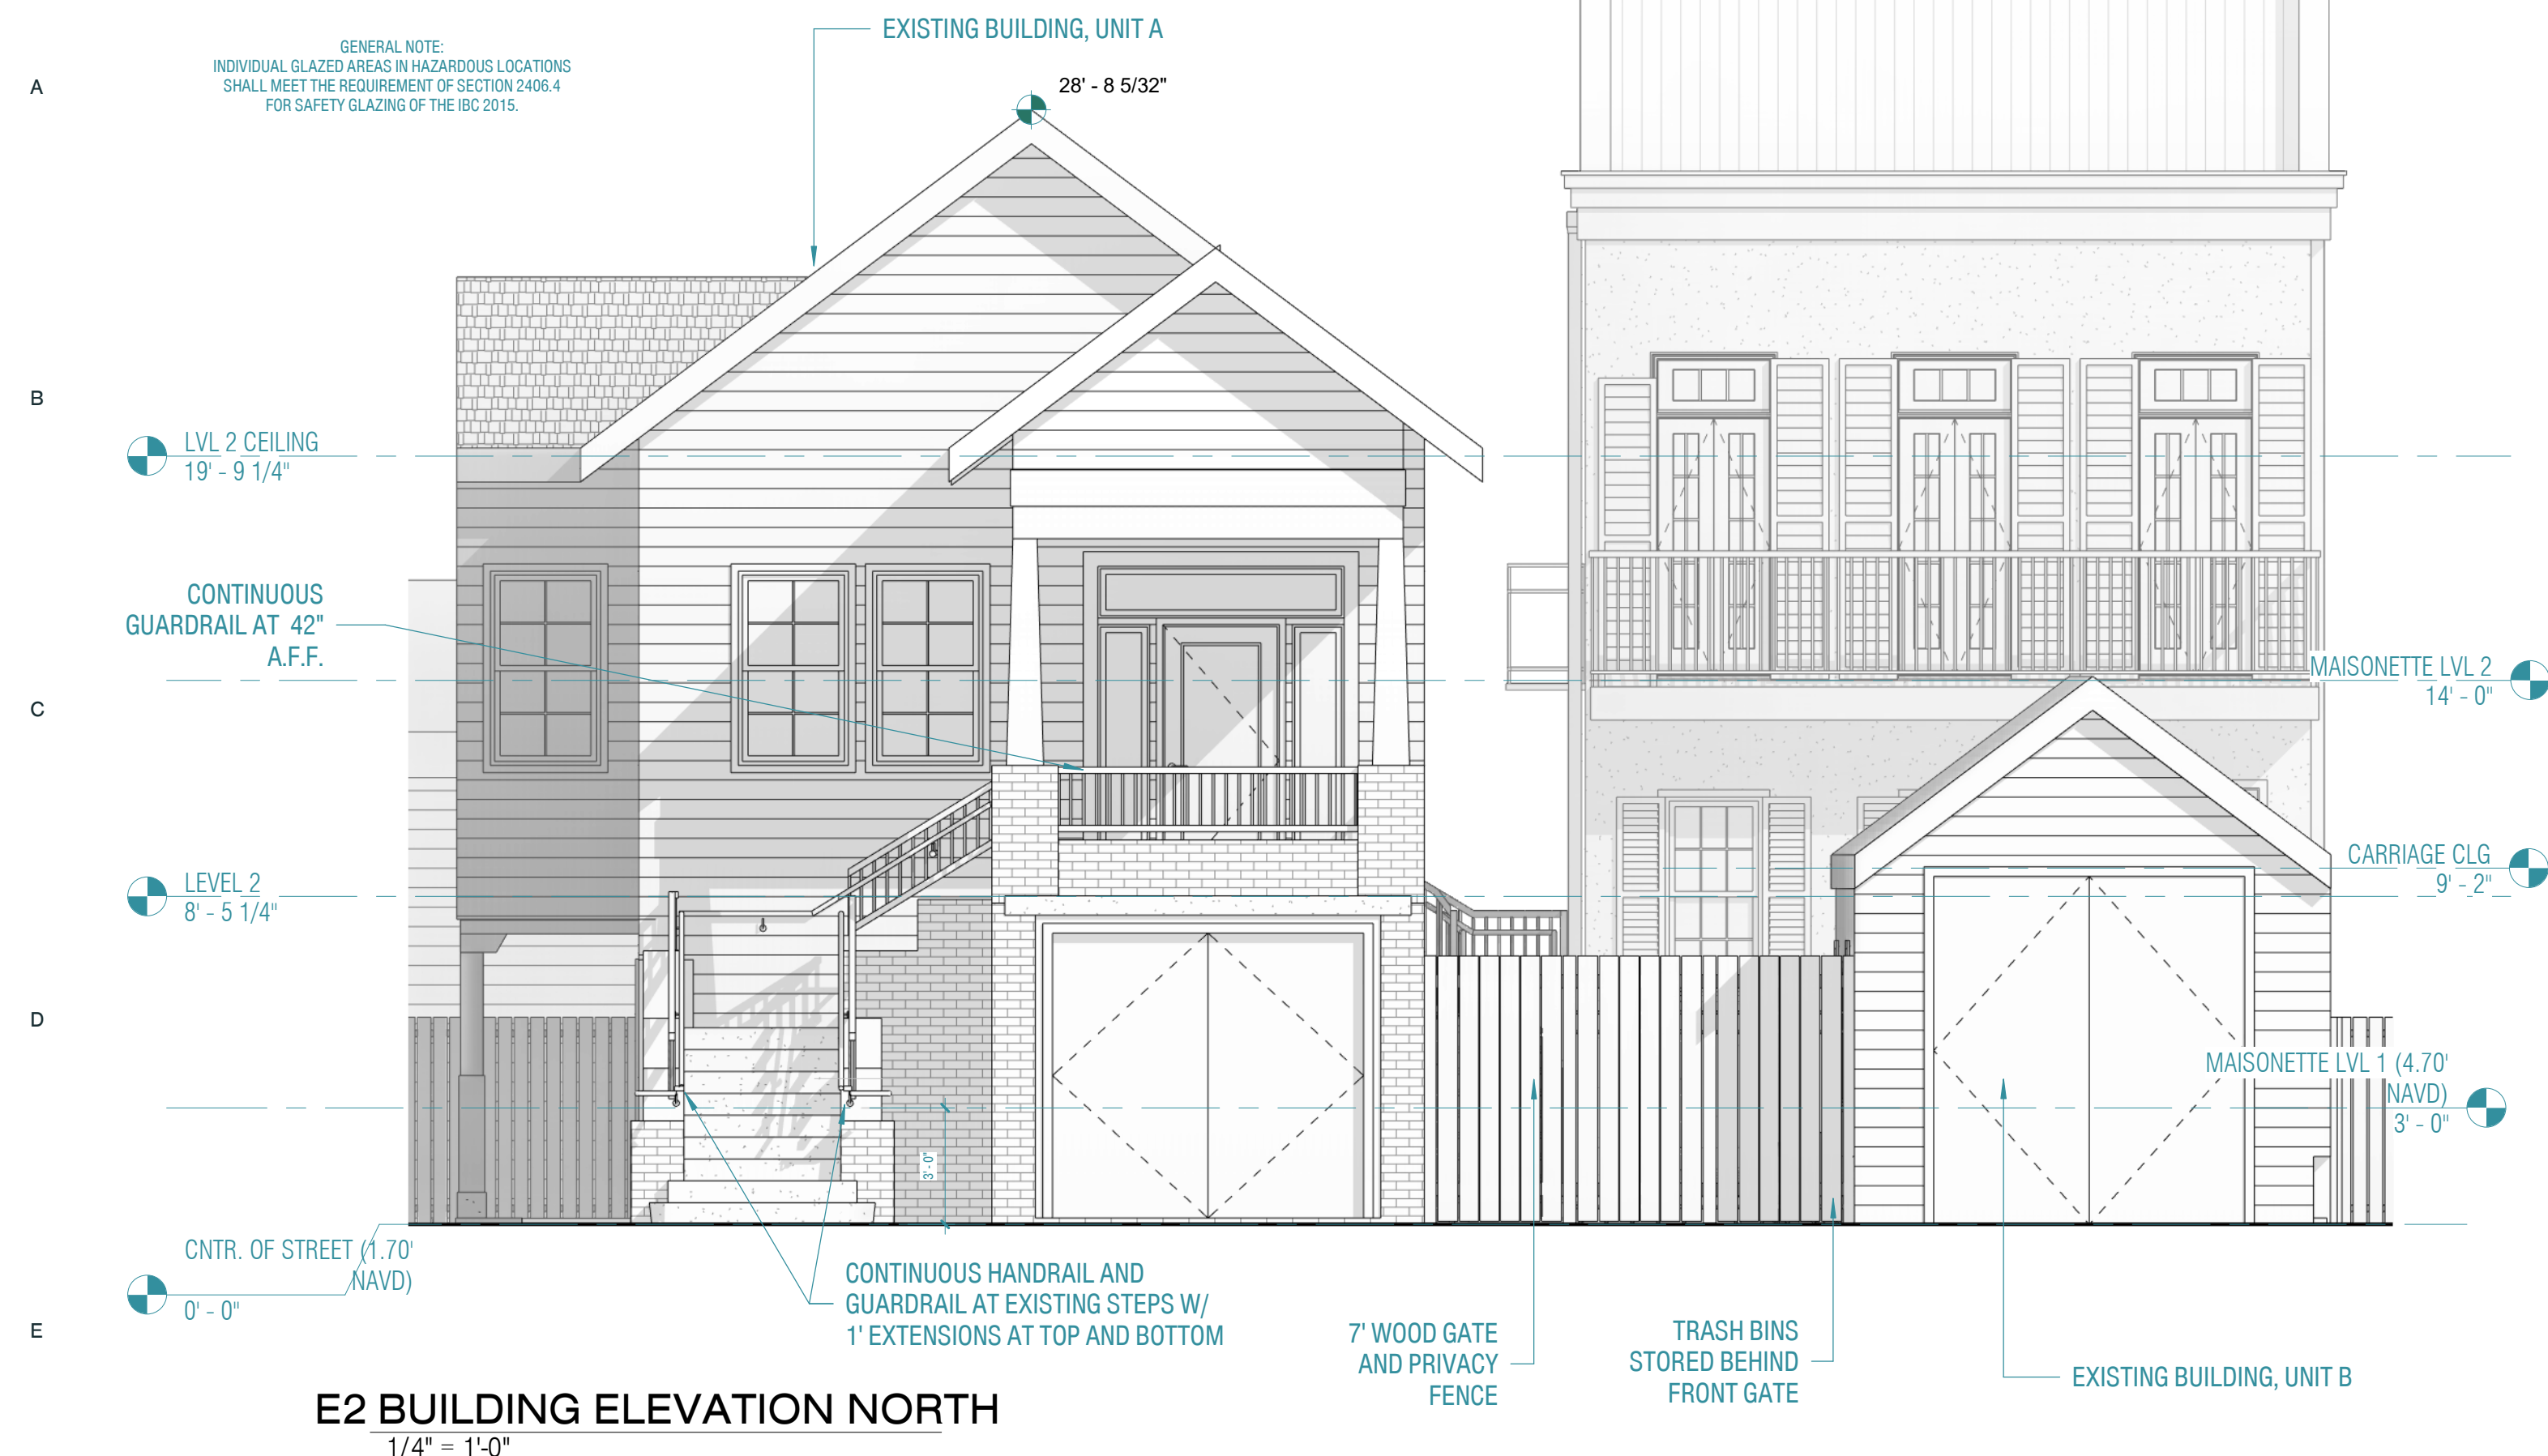 EXISTING BUILDING, UNIT A
GENERAL NOTE:
INDIVIDUAL GLAZED AREAS IN HAZARDOUS LOCATIONS
SHALL MEET THE REQUIREMENT OF SECTION 2406.4
FOR SAFETY GLAZING OF THE IBC 2015.
A
28' - 8 5/32"
B
LVL 2 CEILING
19' - 9 1/4"
CONTINUOUS
GUARDRAIL AT 42"
A.F.F.
MAISONETTE LVL 2
14' - 0"
C
CARRIAGE CLG
9' - 2"
LEVEL 2
8' - 5 1/4"
D
MAISONETTE LVL 1 (4.70'
NAVD)
3' - 0"
3' - 0"
CNTR. OF STREET (1.70'
NAVD)
0' - 0"
CONTINUOUS HANDRAIL AND
GUARDRAIL AT EXISTING STEPS W/
1' EXTENSIONS AT TOP AND BOTTOM
E
7' WOOD GATE
AND PRIVACY
FENCE
TRASH BINS
STORED BEHIND
FRONT GATE
EXISTING BUILDING, UNIT B
E2 BUILDING ELEVATION NORTH
1/4" = 1'-0"